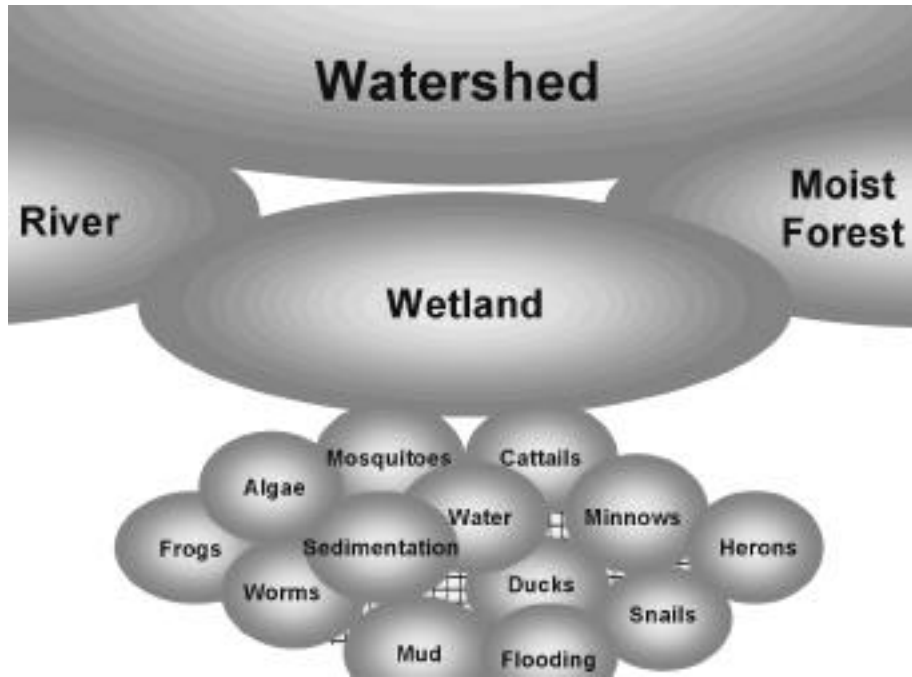 Watershed
River
Moist
Forest
Wetland
Mosquitoes
Cattails
Algae
Water
Minnows
Frogs
Sedimentation
Herons
Worms
Ducks
Snails
Mud
Flooding